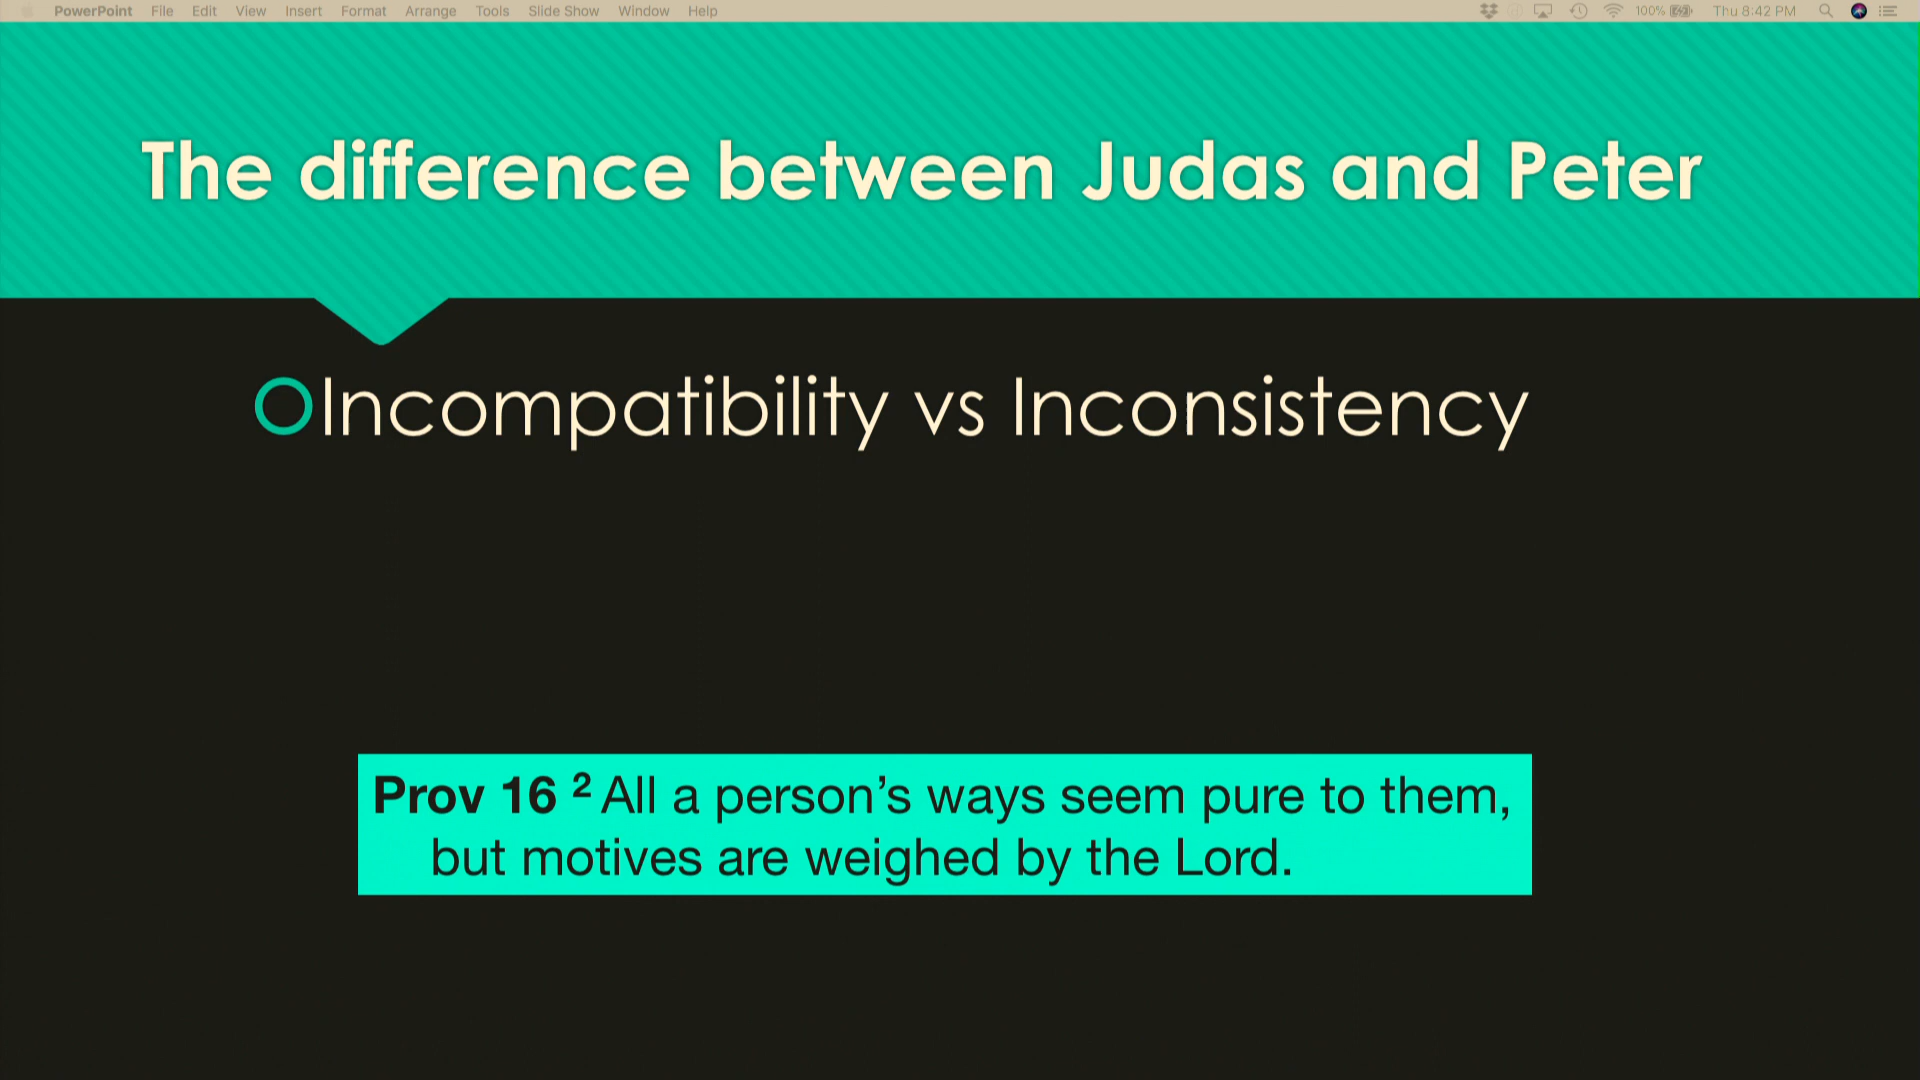 PowerPoint File Edit View Insert Format Arrange Tools Slide Show Window Help 100% Thu 8:42 PM
The difference between Judas and Peter
Incompatibility vs Inconsistency
Prov 16 ² All a person’s ways seem pure to them,
but motives are weighed by the Lord.